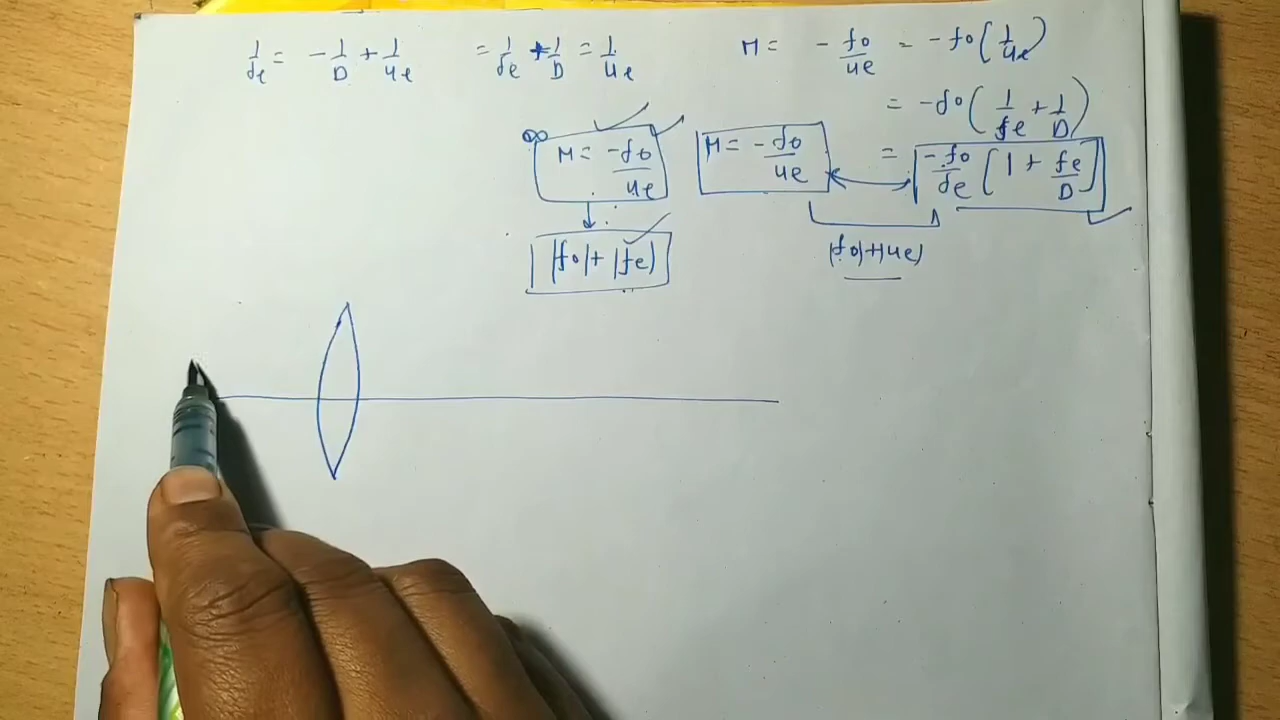 1/fe = - 1/D + 1/ue = 1/fe + 1/D = 1/ue
M = - fo/ue = - fo ( 1/ue )
= - fo ( 1/fe + 1/D )
∞ M = - fo/ue M = - fo/ue = - fo/fe [ 1 + fe/D ]
|fo| + |fe| |fo| + |ue|